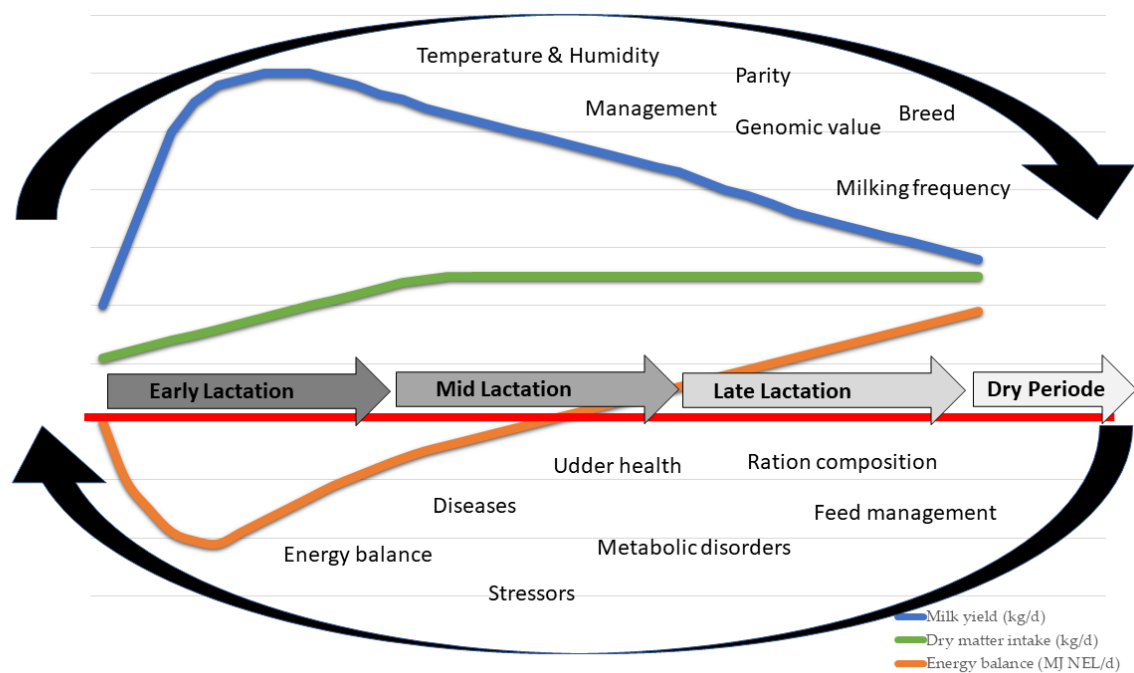 Temperature & Humidity
Parity
Management
Breed
Genomic value
Milking frequency
Early Lactation
Mid Lactation
Late Lactation
Dry Periode
Udder health
Ration composition
Diseases
Feed management
Energy balance
Metabolic disorders
Stressors
Milk yield (kg/d)
Dry matter intake (kg/d)
Energy balance (MJ NEL/d)